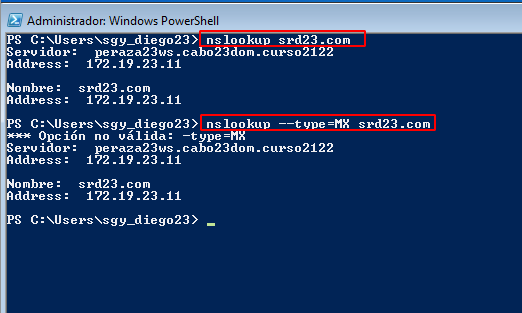 Administrador: Windows PowerShell
PS C:\Users\sgy_diego23> nslookup srd23.com
Servidor:  peraza23ws.cabo23dom.curso2122
Address:  172.19.23.11
Nombre:  srd23.com
Address:  172.19.23.11
PS C:\Users\sgy_diego23> nslookup --type=MX srd23.com
*** Opción no válida: -type=MX
Servidor:  peraza23ws.cabo23dom.curso2122
Address:  172.19.23.11
Nombre:  srd23.com
Address:  172.19.23.11
PS C:\Users\sgy_diego23> _